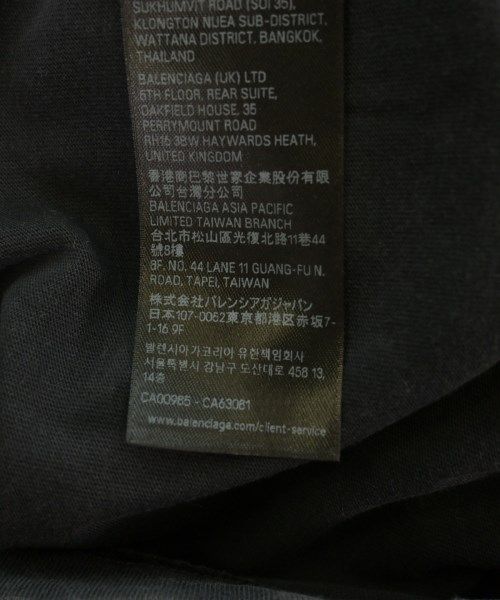 SUKHUMVIT ROAD (SOI 35),
KLONGTON NUEA SUB-DISTRICT,
WATTANA DISTRICT, BANGKOK,
THAILAND
BALENCIAGA (UK) LTD
6TH FLOOR, REAR SUITE,
OAKFIELD HOUSE, 35
PERRYMOUNT ROAD
RH16 3BW HAYWARDS HEATH,
UNITED KINGDOM
香港商巴黎世家企業股份有限
公司台灣分公司
BALENCIAGA ASIA PACIFIC
LIMITED TAIWAN BRANCH
台北市松山區光復北路11巷44
號8樓
8F. NO. 44 LANE 11 GUANG-FU N.
ROAD, TAPEI, TAIWAN
株式会社バレンシアガジャパン
日本107-0052東京都港区赤坂7-
1-16 9F
발렌시아가코리아 유한책임회사
서울특별시 강남구 도산대로 458 13,
14층
CA00985 - CA63081
www.balenciaga.com/client-service